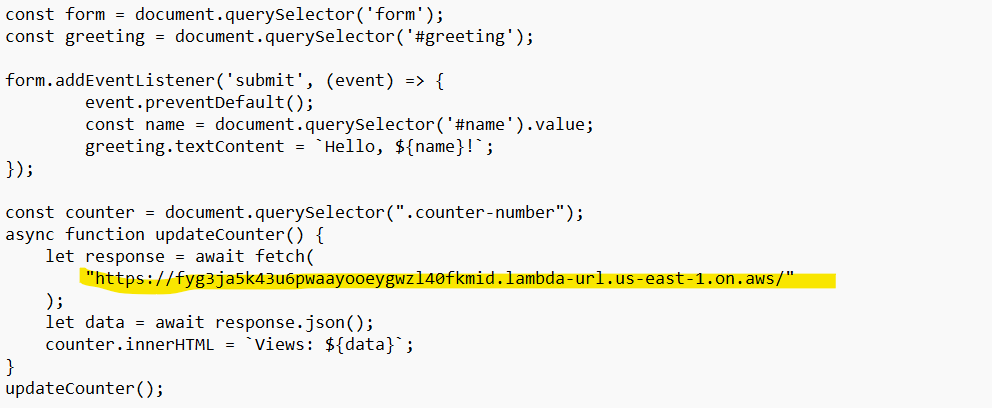 const form = document.querySelector('form');
const greeting = document.querySelector('#greeting');
form.addEventListener('submit', (event) => {
event.preventDefault();
const name = document.querySelector('#name').value;
greeting.textContent = `Hello, ${name}!`;
});
const counter = document.querySelector(".counter-number");
async function updateCounter() {
let response = await fetch(
"https://fyg3ja5k43u6pwaayooeygwzl40fkmid.lambda-url.us-east-1.on.aws/"
);
let data = await response.json();
counter.innerHTML = `Views: ${data}`;
}
updateCounter();